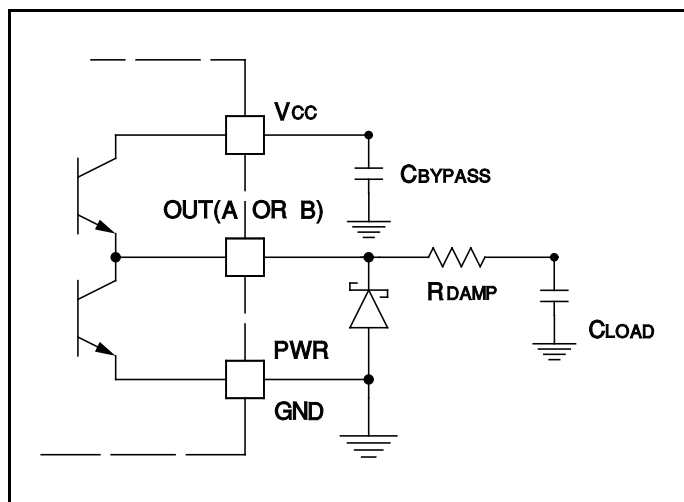 VCC
CBYPASS
OUT(A OR B)
RDAMP
CLOAD
PWR
GND